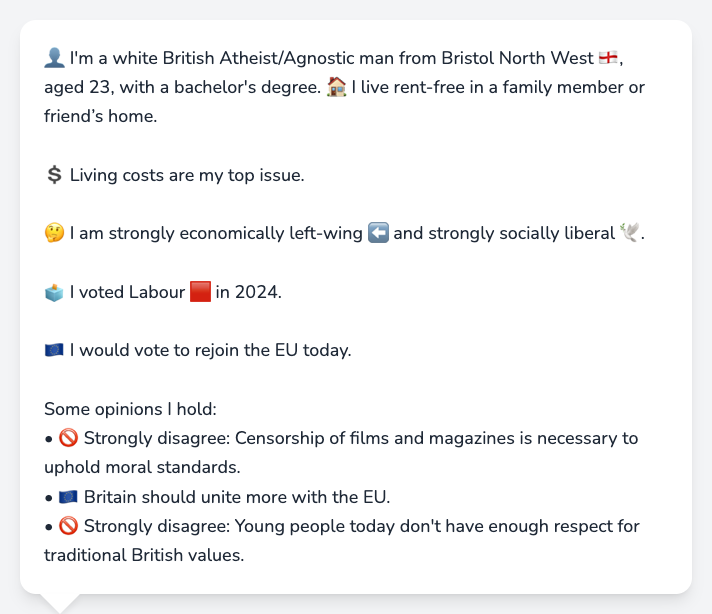 👤 I'm a white British Atheist/Agnostic man from Bristol North West 🏴󠁧󠁢󠁥󠁮󠁧󠁿,
aged 23, with a bachelor's degree. 🏠 I live rent-free in a family member or
friend’s home.
💲 Living costs are my top issue.
🤔 I am strongly economically left-wing ⬅️ and strongly socially liberal 🕊️.
🗳️ I voted Labour 🟥 in 2024.
🇪🇺 I would vote to rejoin the EU today.
Some opinions I hold:
• 🚫 Strongly disagree: Censorship of films and magazines is necessary to
uphold moral standards.
• 🇪🇺 Britain should unite more with the EU.
• 🚫 Strongly disagree: Young people today don't have enough respect for
traditional British values.